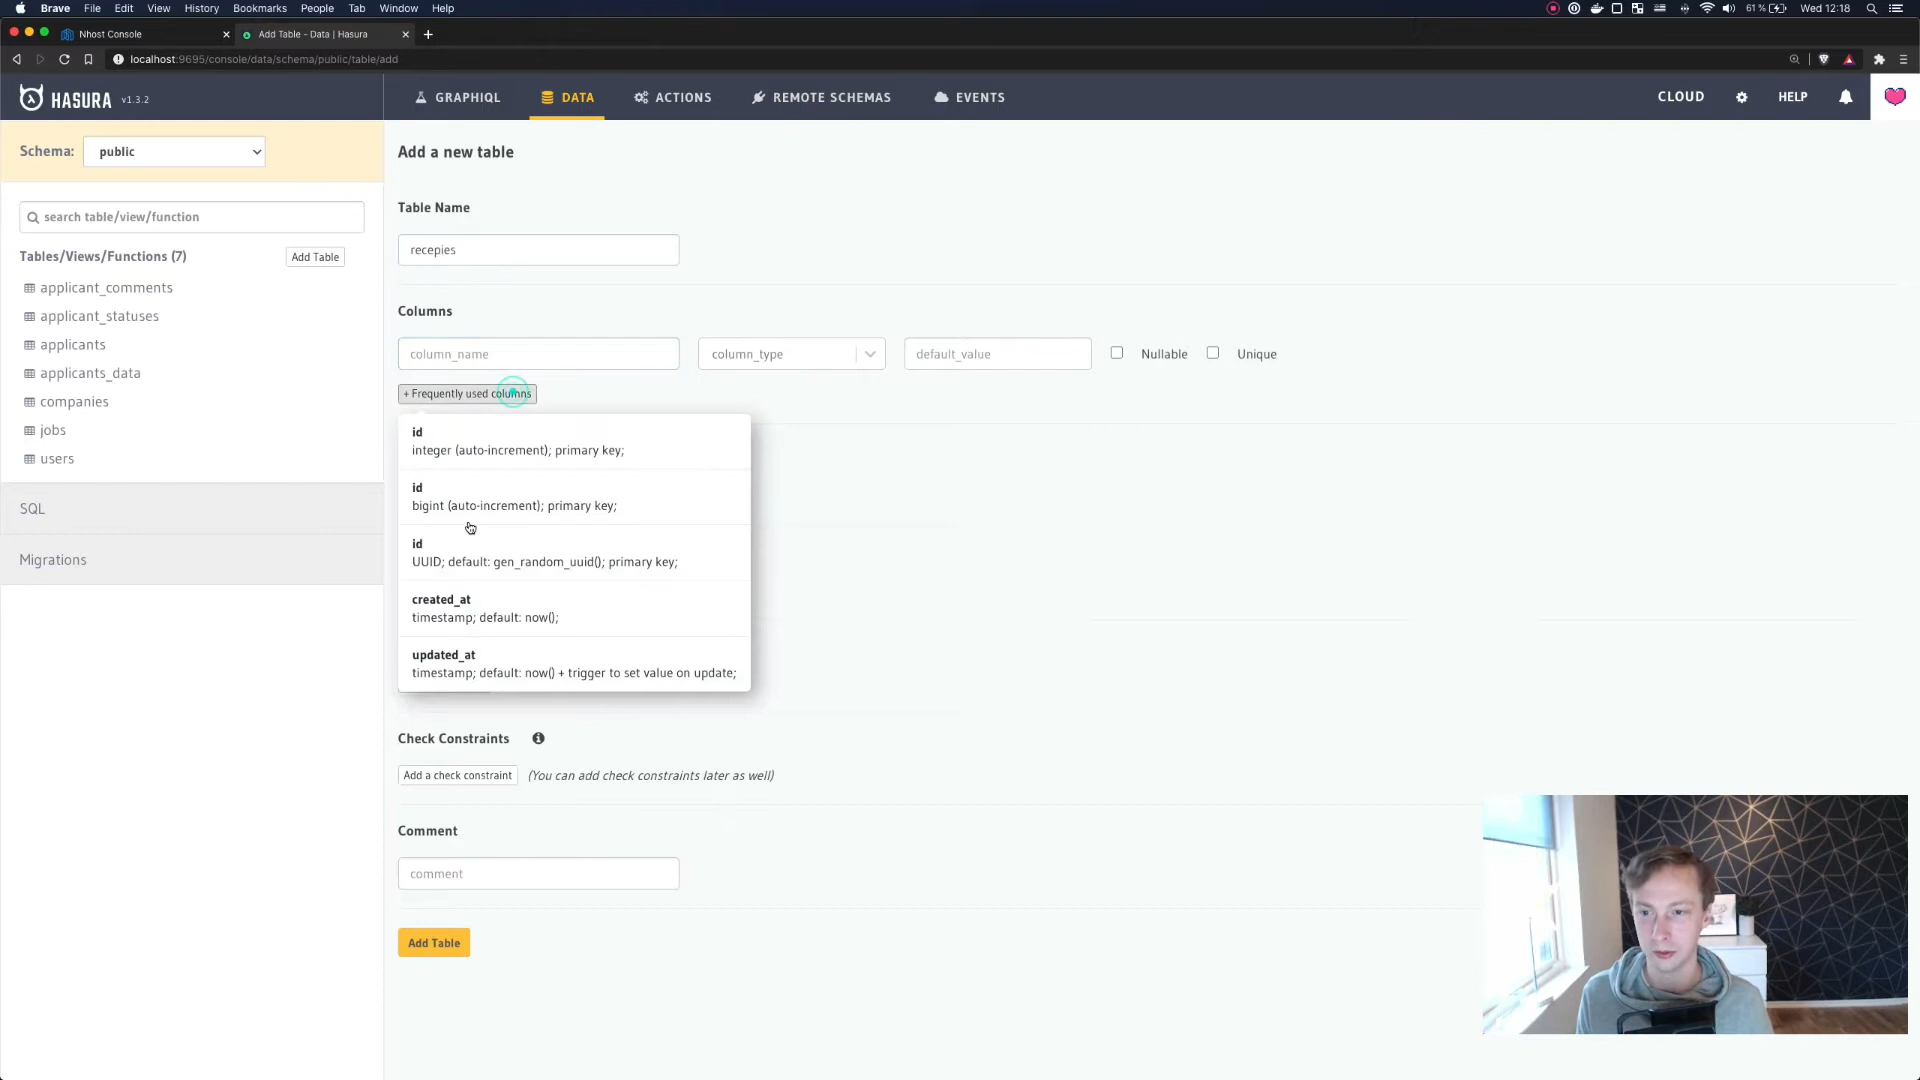 Brave File Edit View History Bookmarks People Tab Window Help
61 % Wed 12:18
Nhost Console
Add Table - Data | Hasura
localhost:9695/console/data/schema/public/table/add
HASURA v1.3.2
GRAPHIQL
DATA
ACTIONS
REMOTE SCHEMAS
EVENTS
CLOUD
HELP
Schema: public
search table/view/function
Tables/Views/Functions (7)
Add Table
applicant_comments
applicant_statuses
applicants
applicants_data
companies
jobs
users
SQL
Migrations
Add a new table
Table Name
recepies
Columns
column_name column_type default_value Nullable Unique
+ Frequently used columns
id
integer (auto-increment); primary key;
id
bigint (auto-increment); primary key;
id
UUID; default: gen_random_uuid(); primary key;
created_at
timestamp; default: now();
updated_at
timestamp; default: now() + trigger to set value on update;
Check Constraints
Add a check constraint (You can add check constraints later as well)
Comment
comment
Add Table